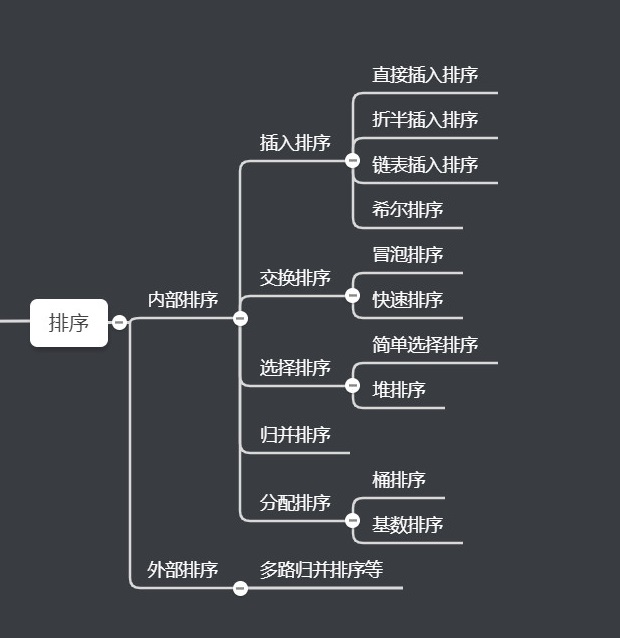 排序
内部排序
插入排序
直接插入排序
折半插入排序
链表插入排序
希尔排序
交换排序
冒泡排序
快速排序
选择排序
简单选择排序
堆排序
归并排序
分配排序
桶排序
基数排序
外部排序
多路归并排序等